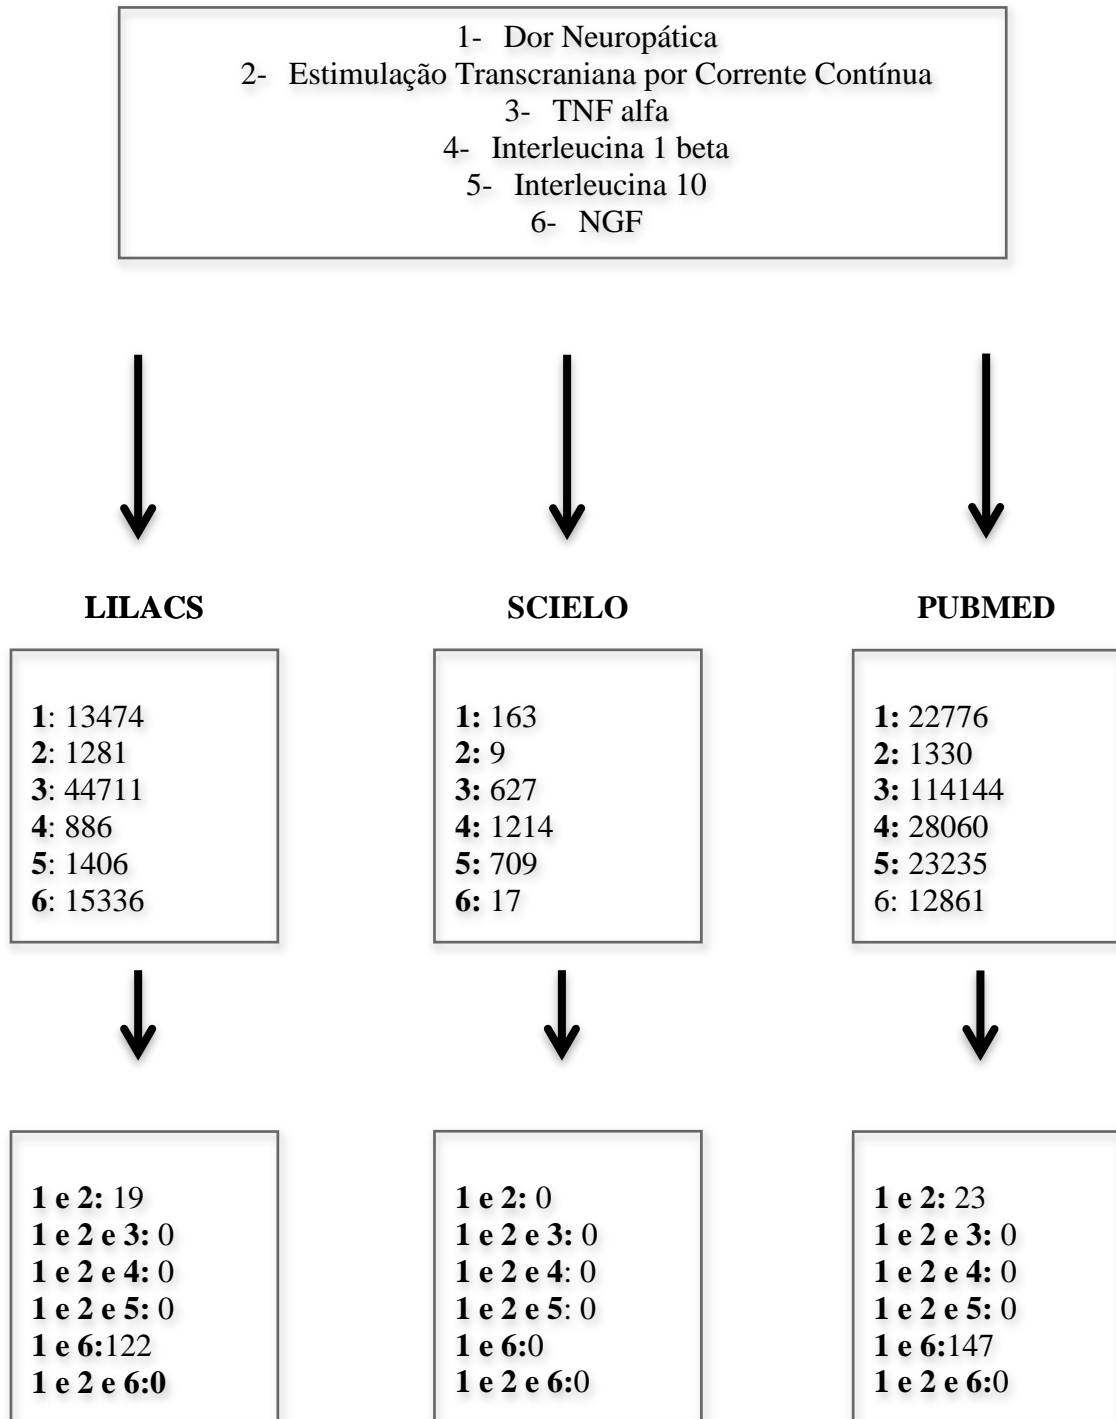 1- Dor Neuropática
2- Estimulação Transcraniana por Corrente Contínua
3- TNF alfa
4- Interleucina 1 beta
5- Interleucina 10
6- NGF
LILACS
1: 13474
2: 1281
3: 44711
4: 886
5: 1406
6: 15336
SCIELO
1: 163
2: 9
3: 627
4: 1214
5: 709
6: 17
PUBMED
1: 22776
2: 1330
3: 114144
4: 28060
5: 23235
6: 12861
1 e 2: 19
1 e 2 e 3: 0
1 e 2 e 4: 0
1 e 2 e 5: 0
1 e 6:122
1 e 2 e 6:0
1 e 2: 0
1 e 2 e 3: 0
1 e 2 e 4: 0
1 e 2 e 5: 0
1 e 6:0
1 e 2 e 6:0
1 e 2: 23
1 e 2 e 3: 0
1 e 2 e 4: 0
1 e 2 e 5: 0
1 e 6:147
1 e 2 e 6:0